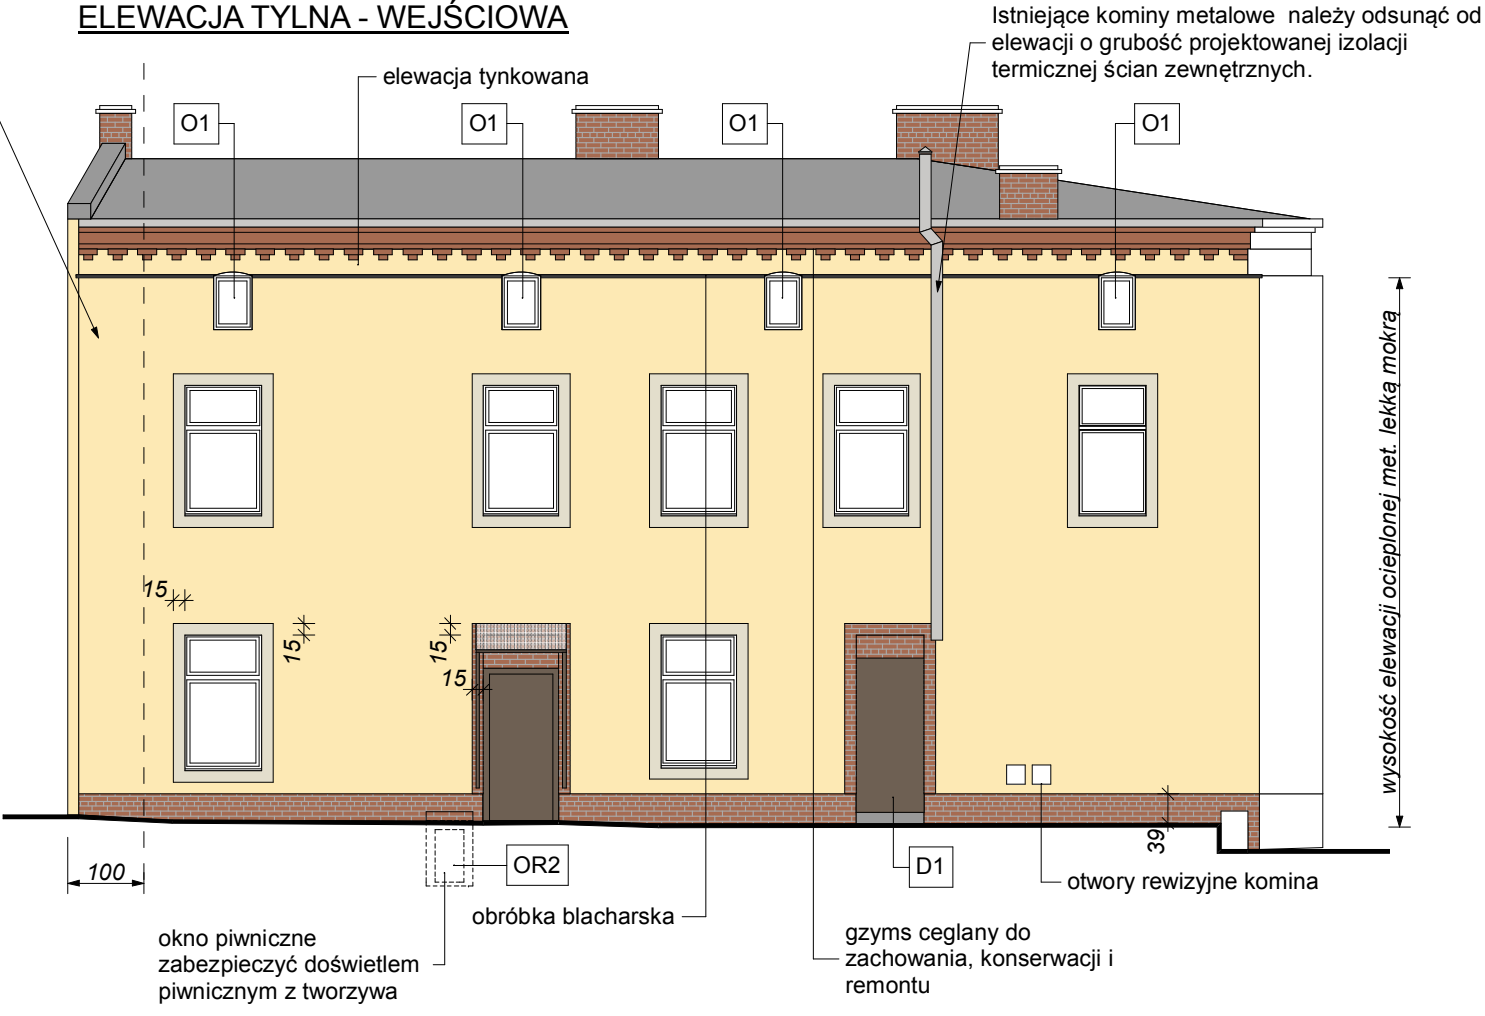 ELEWACJA TYLNA - WEJŚCIOWA
Istniejące kominy metalowe należy odsunąć od
elewacji o grubość projektowanej izolacji
termicznej ścian zewnętrznych.
elewacja tynkowana
O1
O1
O1
O1
wysokość elewacji ocieplonej met. lekką mokrą
15
15
15
15
39
100
OR2
D1
otwory rewizyjne komina
obróbka blacharska
okno piwniczne
zabezpieczyć doświetlem
piwnicznym z tworzywa
gzyms ceglany do
zachowania, konserwacji i
remontu